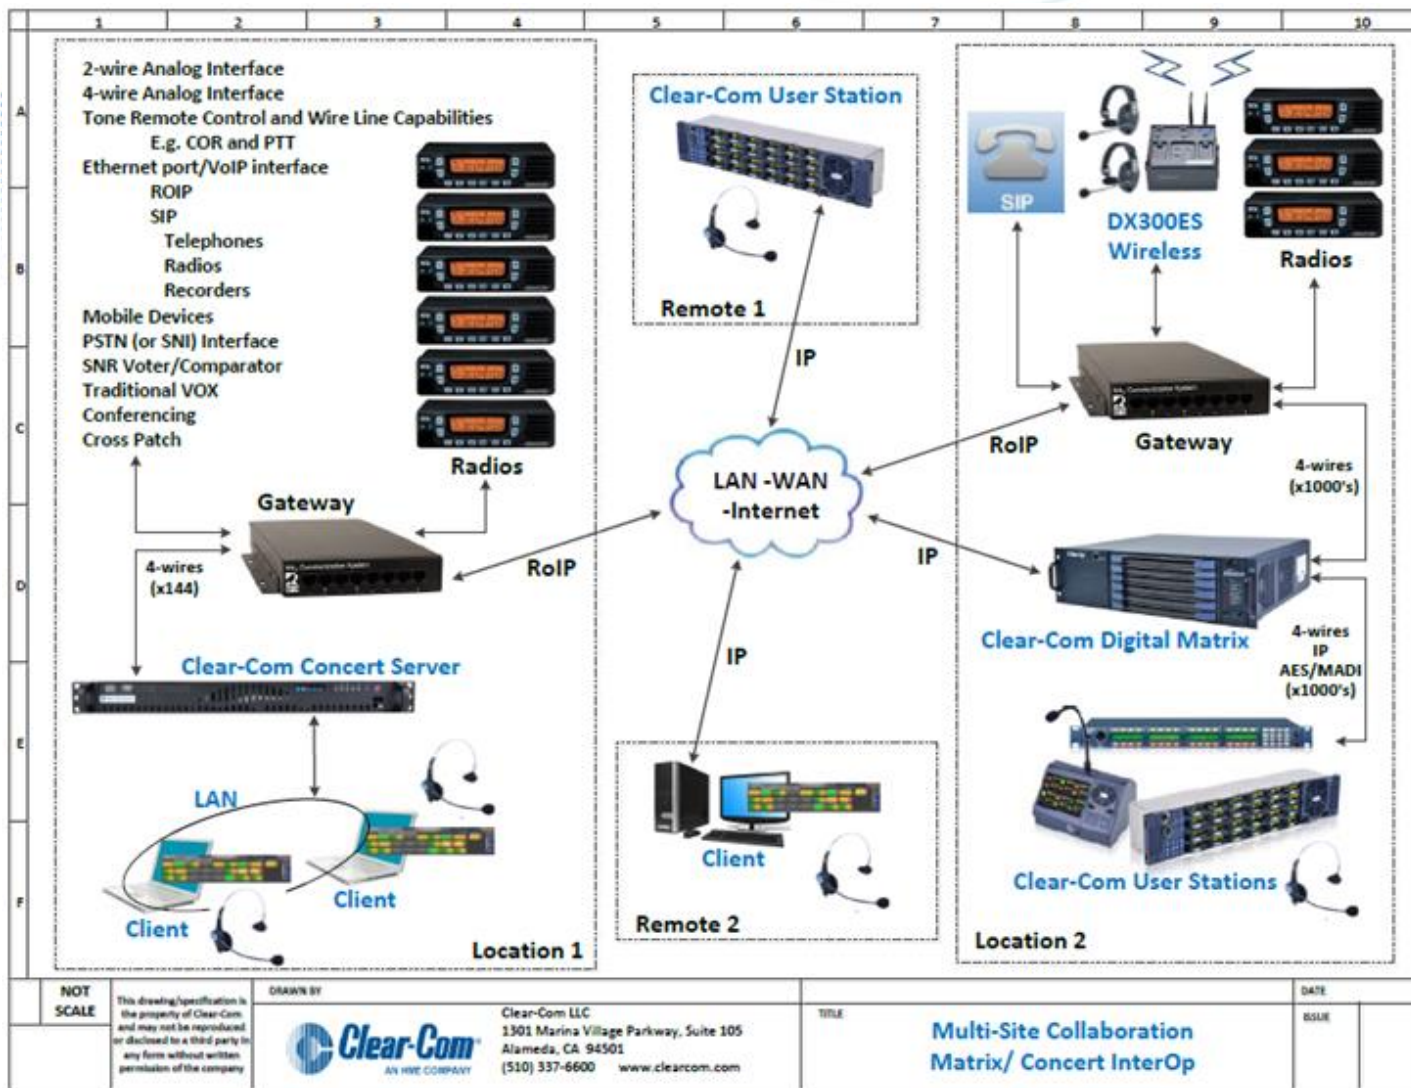 1 2 3 4 5 6 7 8 9 10
A
B
C
D
E
F
2-wire Analog Interface
4-wire Analog Interface
Tone Remote Control and Wire Line Capabilities
E.g. COR and PTT
Ethernet port/VoIP interface
ROIP
SIP
Telephones
Radios
Recorders
Mobile Devices
PSTN (or SNI) Interface
SNR Voter/Comparator
Traditional VOX
Conferencing
Cross Patch
Radios
Gateway
4-wires
(x144)
RoIP
Clear-Com Concert Server
LAN
Client
Client
Location 1
Clear-Com User Station
Remote 1
IP
LAN -WAN
-Internet
IP
Client
Remote 2
SIP
DX300ES
Wireless
Radios
RoIP
Gateway
4-wires
(x1000's)
IP
Clear-Com Digital Matrix
4-wires
IP
AES/MADI
(x1000's)
Clear-Com User Stations
Location 2
NOT
SCALE
This drawing/specification is
the property of Clear-Com
and may not be reproduced
or disclosed to a third party in
any form without written
permission of the company
DRAWN BY
Clear-Com
AN HME COMPANY
Clear-Com LLC
1301 Marina Village Parkway, Suite 105
Alameda, CA 94501
(510) 337-6600 www.clearcom.com
TITLE
Multi-Site Collaboration
Matrix/ Concert InterOp
DATE
ISSUE